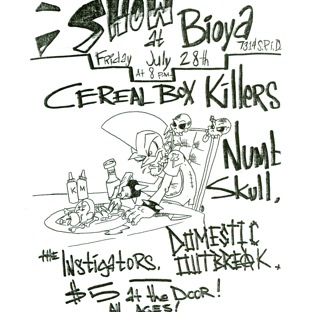 SHOW
at
Bioya
Friday July 28th
At 8 P.M.
CEREAL BOX KillERS
Numb
Skull,
K M
THE INSTIGATORS,
DOMESTIC
OUTBREAK.
$5 at the DOOR!
All AGES!